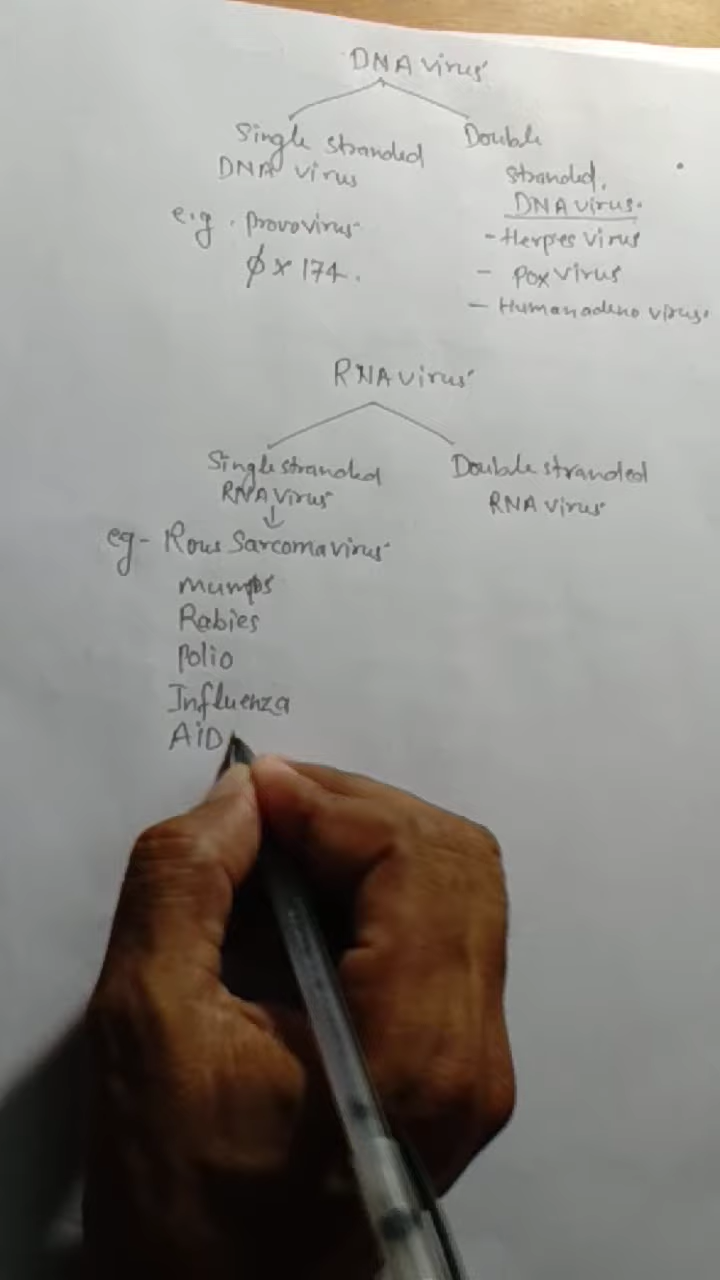 DNA virus
Single stranded
DNA virus
e.g. Provovirus
φ x 174.
Double
stranded,
DNA virus.
- Herpes virus
- Pox virus
- Human adeno virus.
RNA virus
Single stranded
RNA virus
↓
eg- Rous Sarcoma virus
Mumps
Rabies
Polio
Influenza
AiD
Double stranded
RNA virus